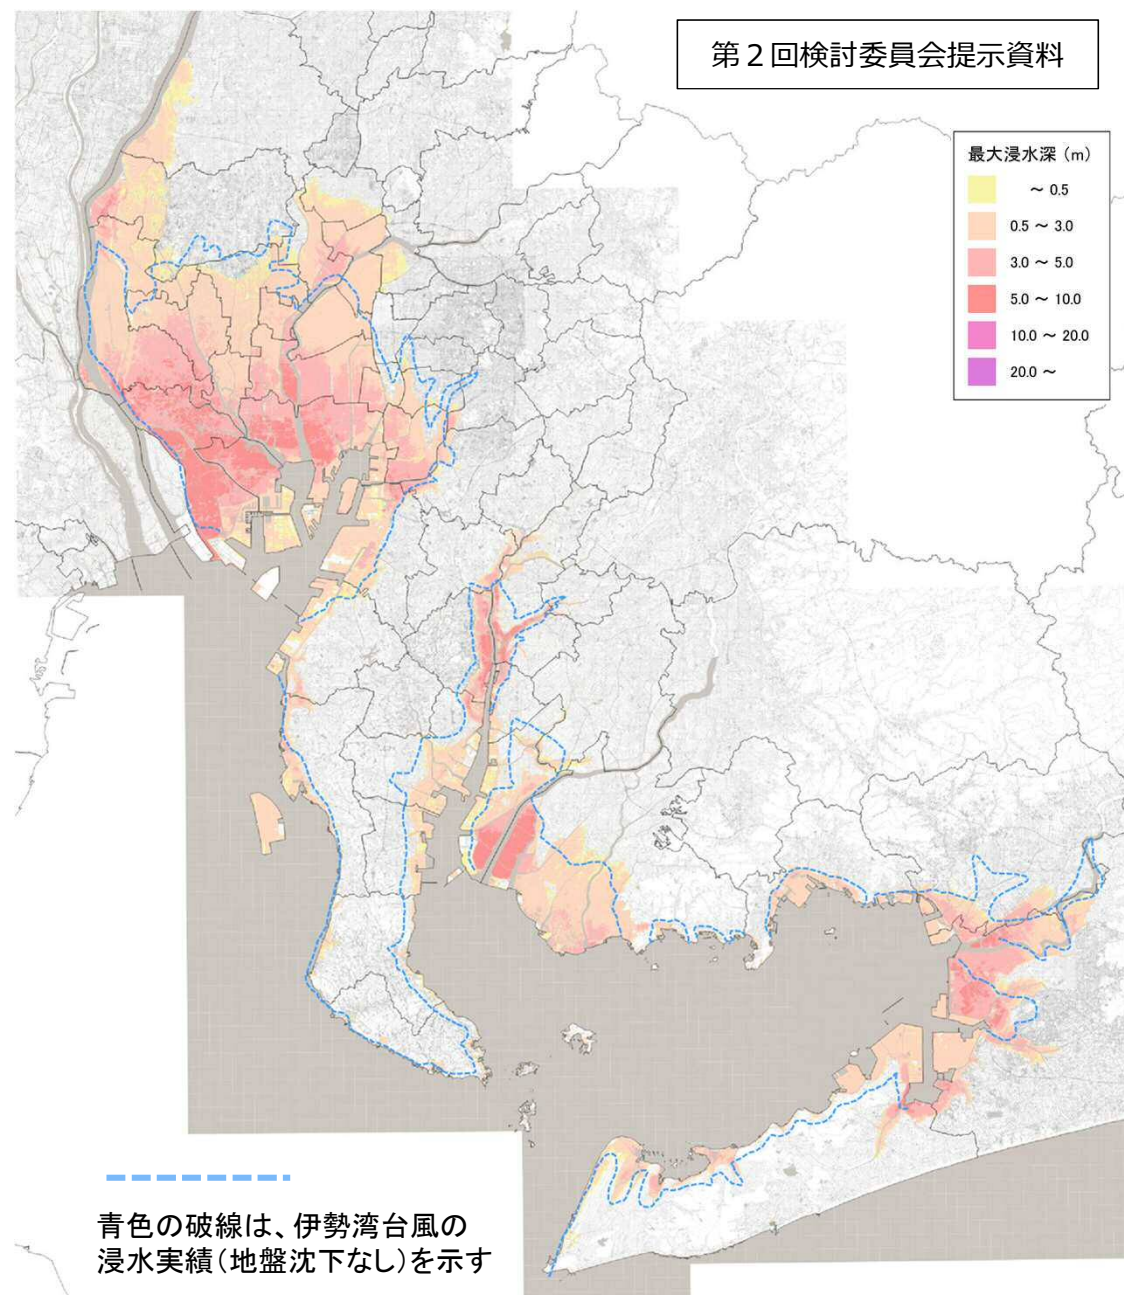 第２回検討委員会提示資料
最大浸水深（m）
～ 0.5
0.5 ～ 3.0
3.0 ～ 5.0
5.0 ～ 10.0
10.0 ～ 20.0
20.0 ～
青色の破線は、伊勢湾台風の
浸水実績（地盤沈下なし）を示す